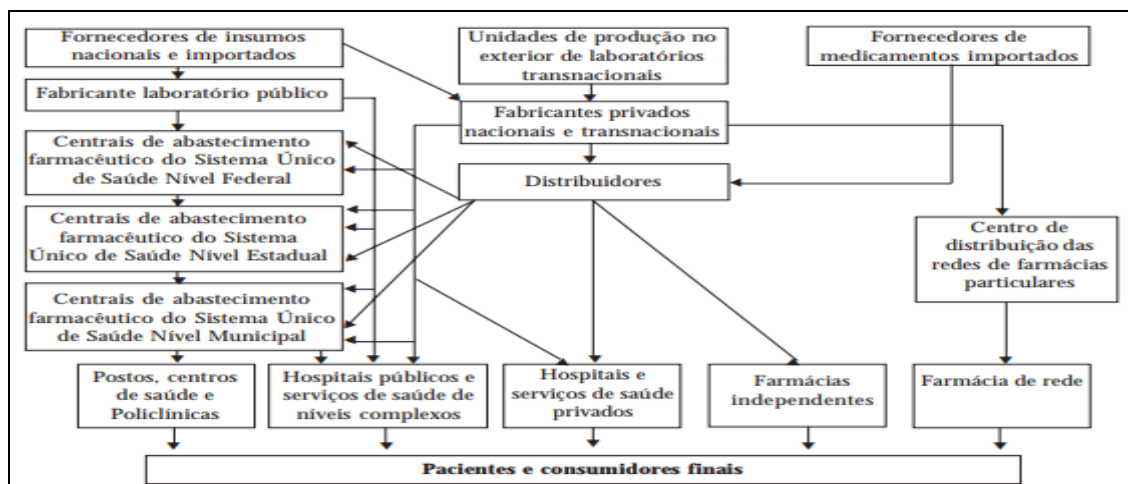 Fornecedores de insumos
nacionais e importados
Unidades de produção no
exterior de laboratórios
transnacionais
Fornecedores de
medicamentos importados
Fabricante laboratório público
Fabricantes privados
nacionais e transnacionais
Centrais de abastecimento
farmacêutico do Sistema Único
de Saúde Nível Federal
Distribuidores
Centrais de abastecimento
farmacêutico do Sistema
Único de Saúde Nível Estadual
Centro de
distribuição das
redes de farmácias
particulares
Centrais de abastecimento
farmacêutico do Sistema Único
de Saúde Nível Municipal
Postos, centros
de saúde e
Policlínicas
Hospitais públicos e
serviços de saúde de
níveis complexos
Hospitais e
serviços de saúde
privados
Farmácias
independentes
Farmácia de rede
Pacientes e consumidores finais